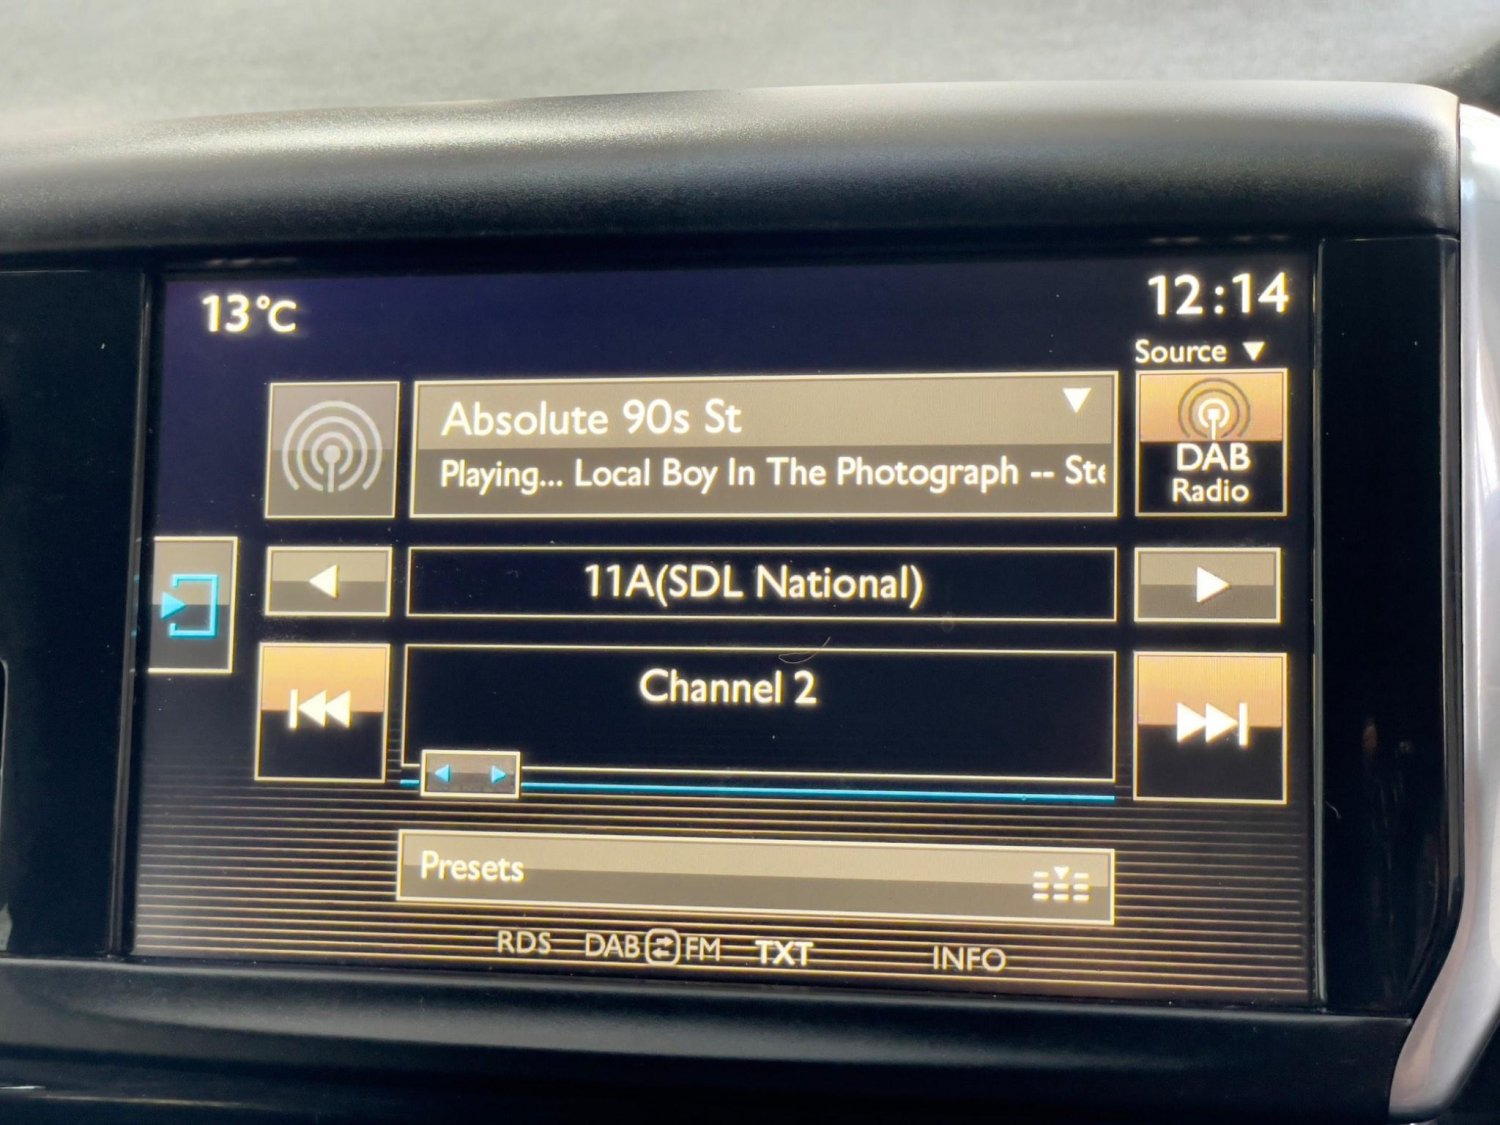 13°C
12:14
Source
Absolute 90s St
Playing... Local Boy In The Photograph -- Ste
DAB
Radio
11A(SDL National)
Channel 2
Presets
RDS DAB FM TXT INFO